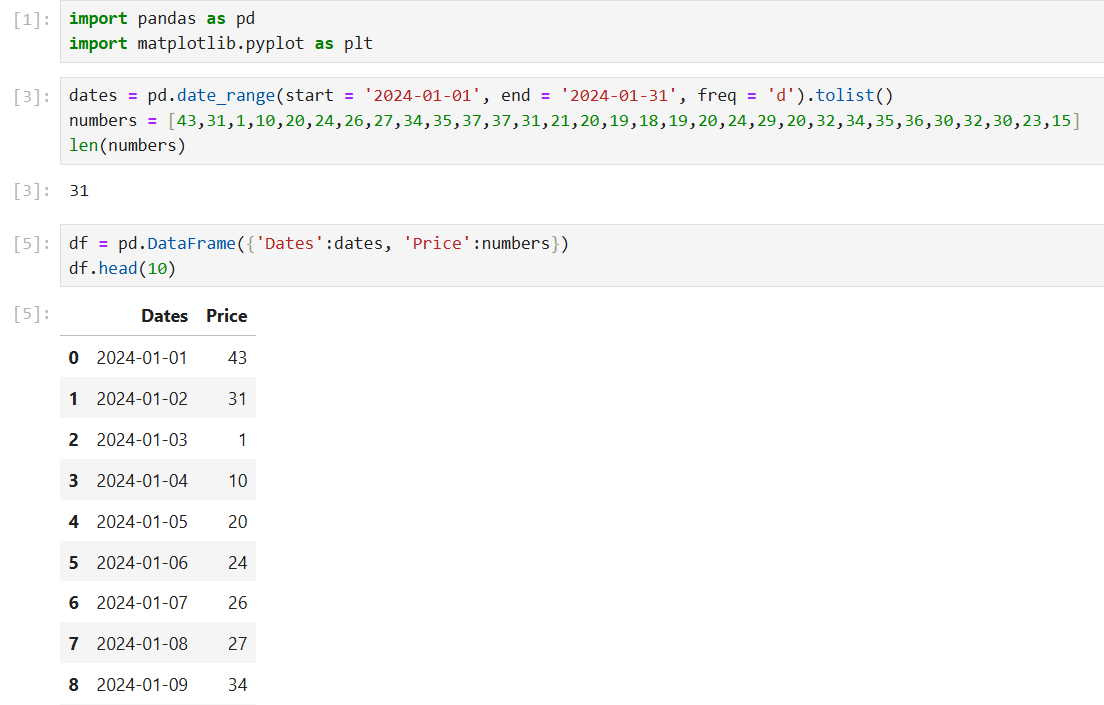 [1]: import pandas as pd
import matplotlib.pyplot as plt
[3]: dates = pd.date_range(start = '2024-01-01', end = '2024-01-31', freq = 'd').tolist()
numbers = [43,31,1,10,20,24,26,27,34,35,37,37,31,21,20,19,18,19,20,24,29,20,32,34,35,36,30,32,30,23,15]
len(numbers)
[3]: 31
[5]: df = pd.DataFrame({'Dates':dates, 'Price':numbers})
df.head(10)
[5]: Dates Price
0 2024-01-01 43
1 2024-01-02 31
2 2024-01-03 1
3 2024-01-04 10
4 2024-01-05 20
5 2024-01-06 24
6 2024-01-07 26
7 2024-01-08 27
8 2024-01-09 34